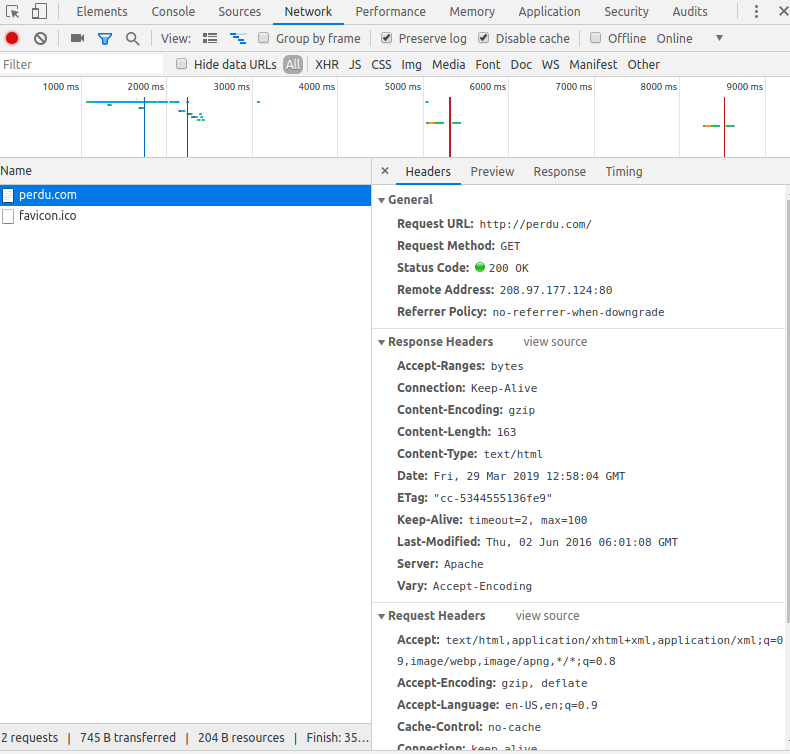 Elements Console Sources Network Performance Memory Application Security Audits
View: Group by frame Preserve log Disable cache Offline Online
Filter Hide data URLs All XHR JS CSS Img Media Font Doc WS Manifest Other
1000 ms 2000 ms 3000 ms 4000 ms 5000 ms 6000 ms 7000 ms 8000 ms 9000 ms
Name
perdu.com
favicon.ico
2 requests | 745 B transferred | 204 B resources | Finish: 35...
× Headers Preview Response Timing
General
Request URL: http://perdu.com/
Request Method: GET
Status Code: 200 OK
Remote Address: 208.97.177.124:80
Referrer Policy: no-referrer-when-downgrade
Response Headers view source
Accept-Ranges: bytes
Connection: Keep-Alive
Content-Encoding: gzip
Content-Length: 163
Content-Type: text/html
Date: Fri, 29 Mar 2019 12:58:04 GMT
ETag: "cc-5344555136fe9"
Keep-Alive: timeout=2, max=100
Last-Modified: Thu, 02 Jun 2016 06:01:08 GMT
Server: Apache
Vary: Accept-Encoding
Request Headers view source
Accept: text/html,application/xhtml+xml,application/xml;q=0
9,image/webp,image/apng,*/*;q=0.8
Accept-Encoding: gzip, deflate
Accept-Language: en-US,en;q=0.9
Cache-Control: no-cache
Connection: keep-alive